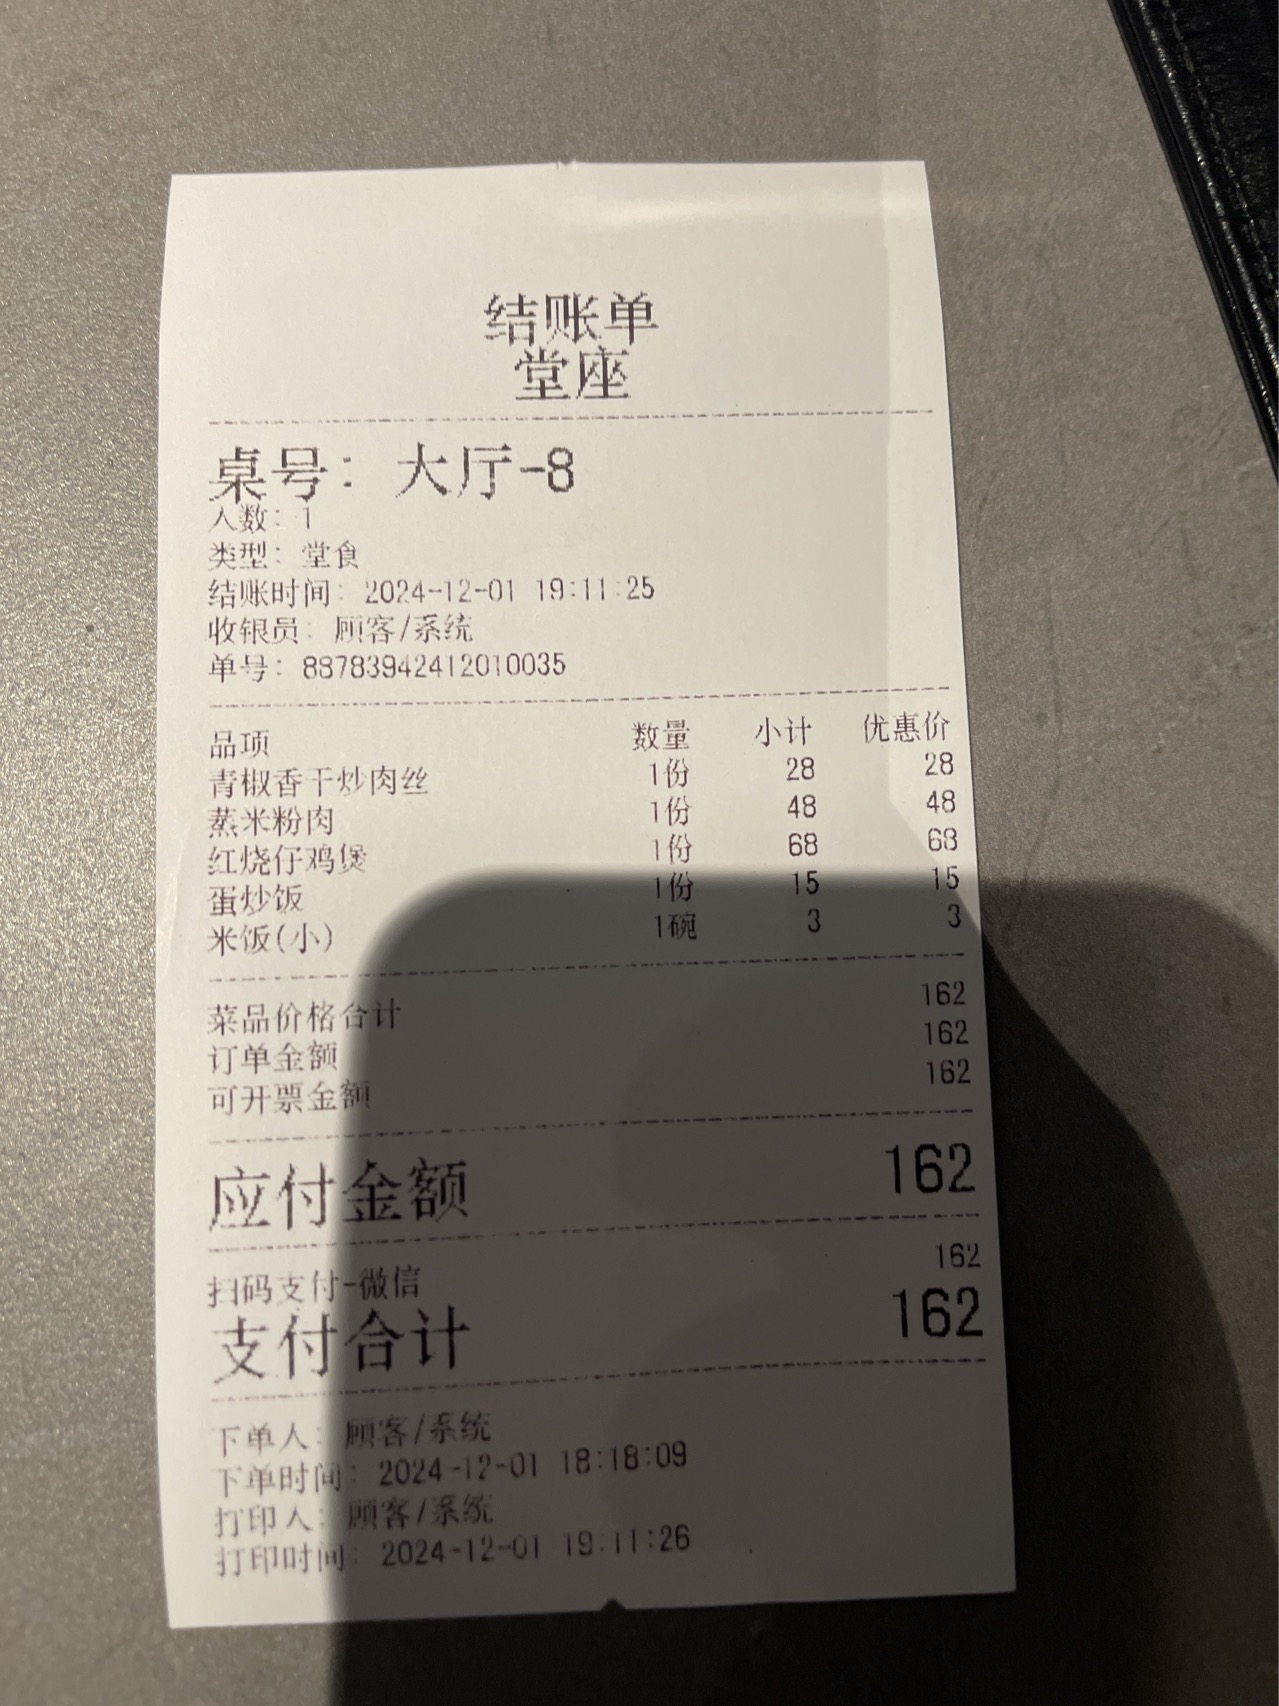 结账单
堂座
桌号: 大厅-8
人数: 1
类型: 堂食
结账时间: 2024-12-01 19:11:25
收银员: 顾客/系统
单号: 88783942412010035
品项 数量 小计 优惠价
青椒香干炒肉丝 1份 28 28
蒸米粉肉 1份 48 48
红烧仔鸡煲 1份 68 68
蛋炒饭 1份 15 15
米饭(小) 1碗 3 3
菜品价格合计 162
订单金额 162
可开票金额 162
应付金额 162
扫码支付-微信 162
支付合计 162
下单人: 顾客/系统
下单时间: 2024-12-01 18:18:09
打印人: 顾客/系统
打印时间: 2024-12-01 19:11:26